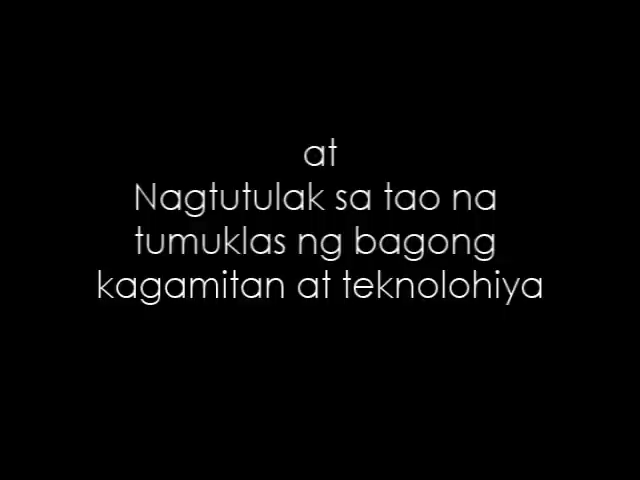 at
Nagtutulak sa tao na
tumuklas ng bagong
kagamitan at teknolohiya